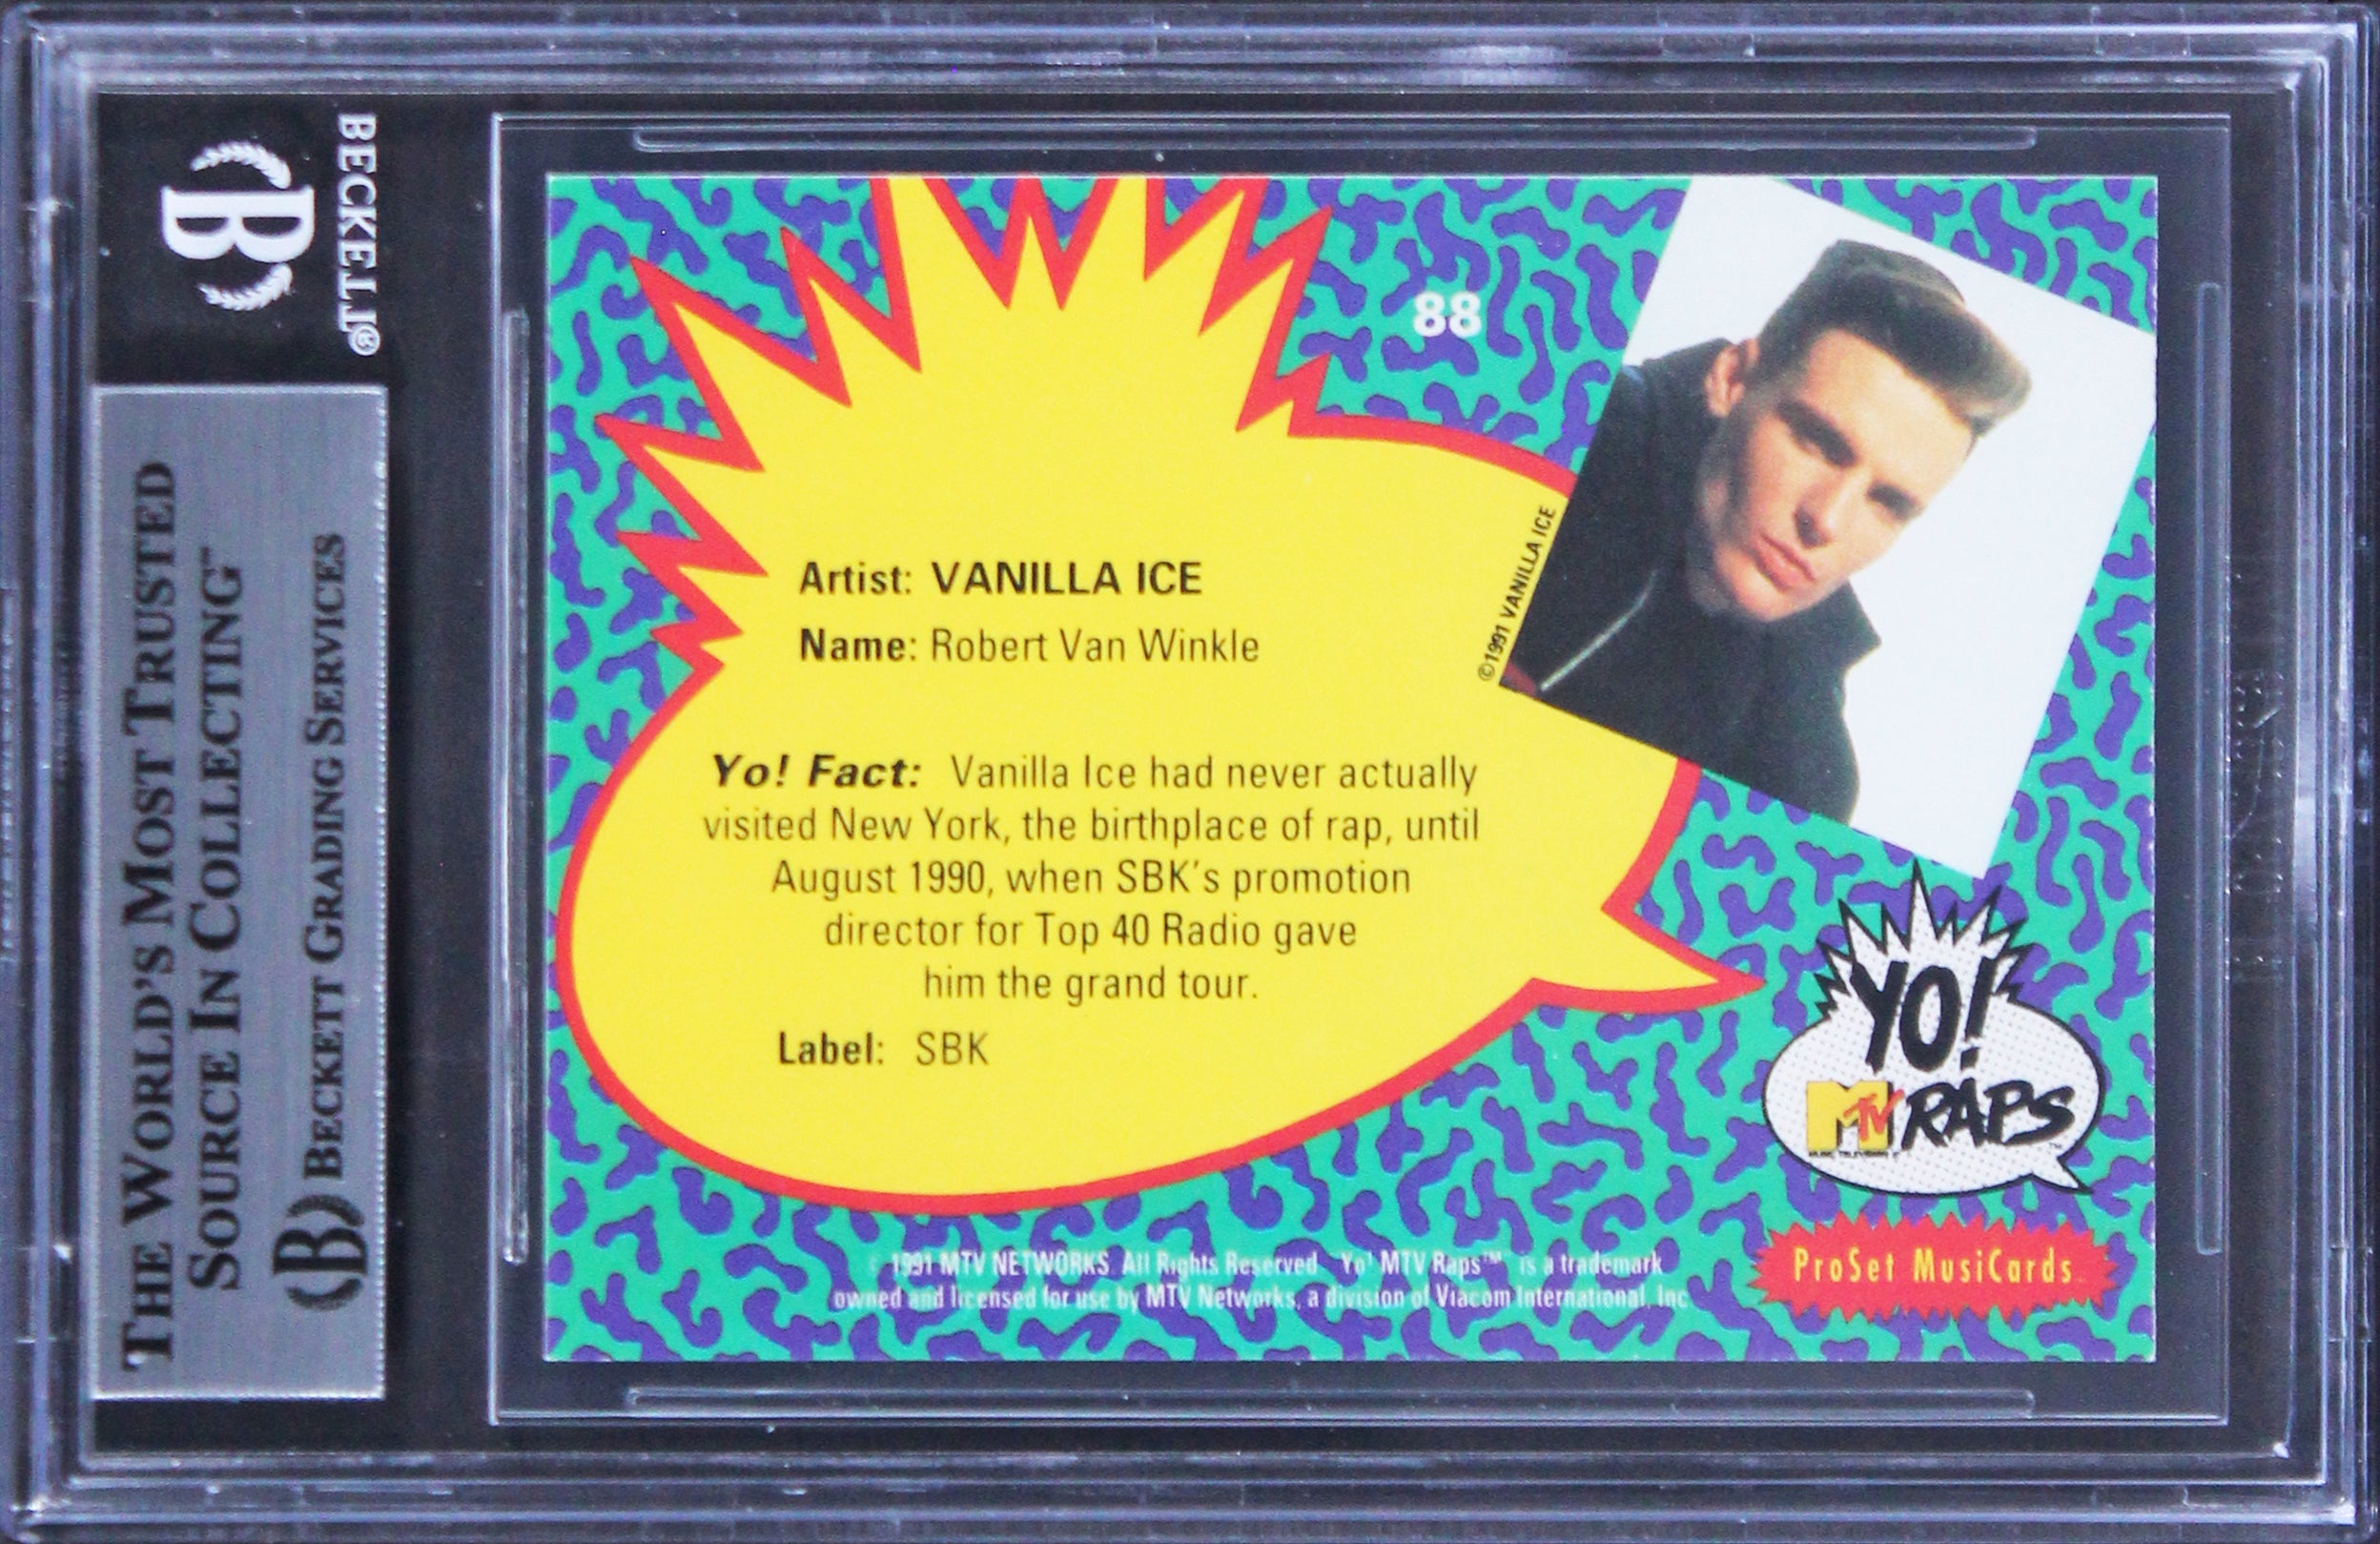 BECKETT®
B
THE WORLD'S MOST TRUSTED
SOURCE IN COLLECTING™
B BECKETT GRADING SERVICES
88
©1991 VANILLA ICE
Artist: VANILLA ICE
Name: Robert Van Winkle
Yo! Fact: Vanilla Ice had never actually
visited New York, the birthplace of rap, until
August 1990, when SBK's promotion
director for Top 40 Radio gave
him the grand tour.
Label: SBK
YO!
MTV RAPS™
MUSIC TELEVISION®
ProSet MusiCards
© 1991 MTV NETWORKS. All Rights Reserved. Yo! MTV Raps™ is a trademark
owned and licensed for use by MTV Networks, a division of Viacom International, Inc